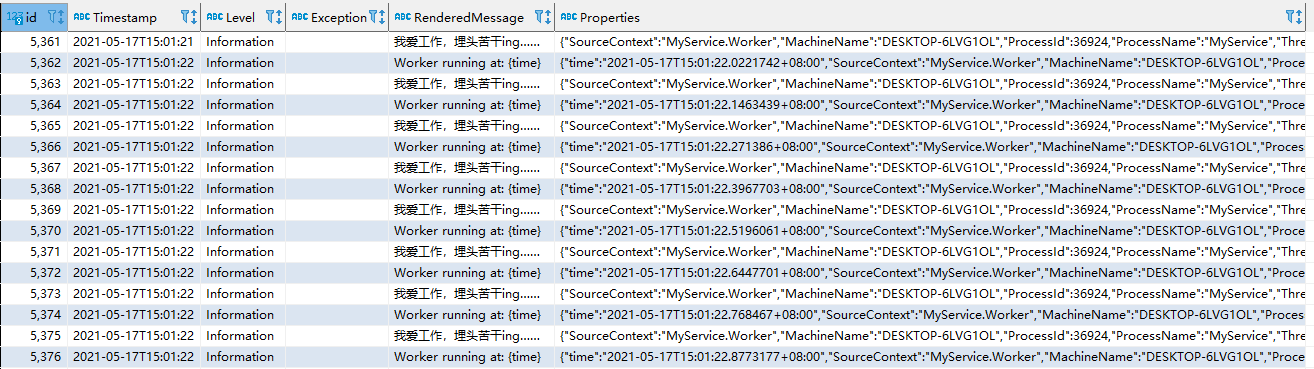 123 id ABC Timestamp ABC Level ABC Exception ABC RenderedMessage ABC Properties
5,361 2021-05-17T15:01:21 Information 我爱工作，埋头苦干ing...... {"SourceContext":"MyService.Worker","MachineName":"DESKTOP-6LVG1OL","ProcessId":36924,"ProcessName":"MyService","Thre
5,362 2021-05-17T15:01:22 Information Worker running at: {time} {"time":"2021-05-17T15:01:22.0221742+08:00","SourceContext":"MyService.Worker","MachineName":"DESKTOP-6LVG1OL","Proce
5,363 2021-05-17T15:01:22 Information 我爱工作，埋头苦干ing...... {"SourceContext":"MyService.Worker","MachineName":"DESKTOP-6LVG1OL","ProcessId":36924,"ProcessName":"MyService","Thre
5,364 2021-05-17T15:01:22 Information Worker running at: {time} {"time":"2021-05-17T15:01:22.1463439+08:00","SourceContext":"MyService.Worker","MachineName":"DESKTOP-6LVG1OL","Proce
5,365 2021-05-17T15:01:22 Information 我爱工作，埋头苦干ing...... {"SourceContext":"MyService.Worker","MachineName":"DESKTOP-6LVG1OL","ProcessId":36924,"ProcessName":"MyService","Thre
5,366 2021-05-17T15:01:22 Information Worker running at: {time} {"time":"2021-05-17T15:01:22.271386+08:00","SourceContext":"MyService.Worker","MachineName":"DESKTOP-6LVG1OL","Proces
5,367 2021-05-17T15:01:22 Information 我爱工作，埋头苦干ing...... {"SourceContext":"MyService.Worker","MachineName":"DESKTOP-6LVG1OL","ProcessId":36924,"ProcessName":"MyService","Thre
5,368 2021-05-17T15:01:22 Information Worker running at: {time} {"time":"2021-05-17T15:01:22.3967703+08:00","SourceContext":"MyService.Worker","MachineName":"DESKTOP-6LVG1OL","Proce
5,369 2021-05-17T15:01:22 Information 我爱工作，埋头苦干ing...... {"SourceContext":"MyService.Worker","MachineName":"DESKTOP-6LVG1OL","ProcessId":36924,"ProcessName":"MyService","Thre
5,370 2021-05-17T15:01:22 Information Worker running at: {time} {"time":"2021-05-17T15:01:22.5196061+08:00","SourceContext":"MyService.Worker","MachineName":"DESKTOP-6LVG1OL","Proce
5,371 2021-05-17T15:01:22 Information 我爱工作，埋头苦干ing...... {"SourceContext":"MyService.Worker","MachineName":"DESKTOP-6LVG1OL","ProcessId":36924,"ProcessName":"MyService","Thre
5,372 2021-05-17T15:01:22 Information Worker running at: {time} {"time":"2021-05-17T15:01:22.6447701+08:00","SourceContext":"MyService.Worker","MachineName":"DESKTOP-6LVG1OL","Proce
5,373 2021-05-17T15:01:22 Information 我爱工作，埋头苦干ing...... {"SourceContext":"MyService.Worker","MachineName":"DESKTOP-6LVG1OL","ProcessId":36924,"ProcessName":"MyService","Thre
5,374 2021-05-17T15:01:22 Information Worker running at: {time} {"time":"2021-05-17T15:01:22.768467+08:00","SourceContext":"MyService.Worker","MachineName":"DESKTOP-6LVG1OL","Proces
5,375 2021-05-17T15:01:22 Information 我爱工作，埋头苦干ing...... {"SourceContext":"MyService.Worker","MachineName":"DESKTOP-6LVG1OL","ProcessId":36924,"ProcessName":"MyService","Thre
5,376 2021-05-17T15:01:22 Information Worker running at: {time} {"time":"2021-05-17T15:01:22.8773177+08:00","SourceContext":"MyService.Worker","MachineName":"DESKTOP-6LVG1OL","Proce